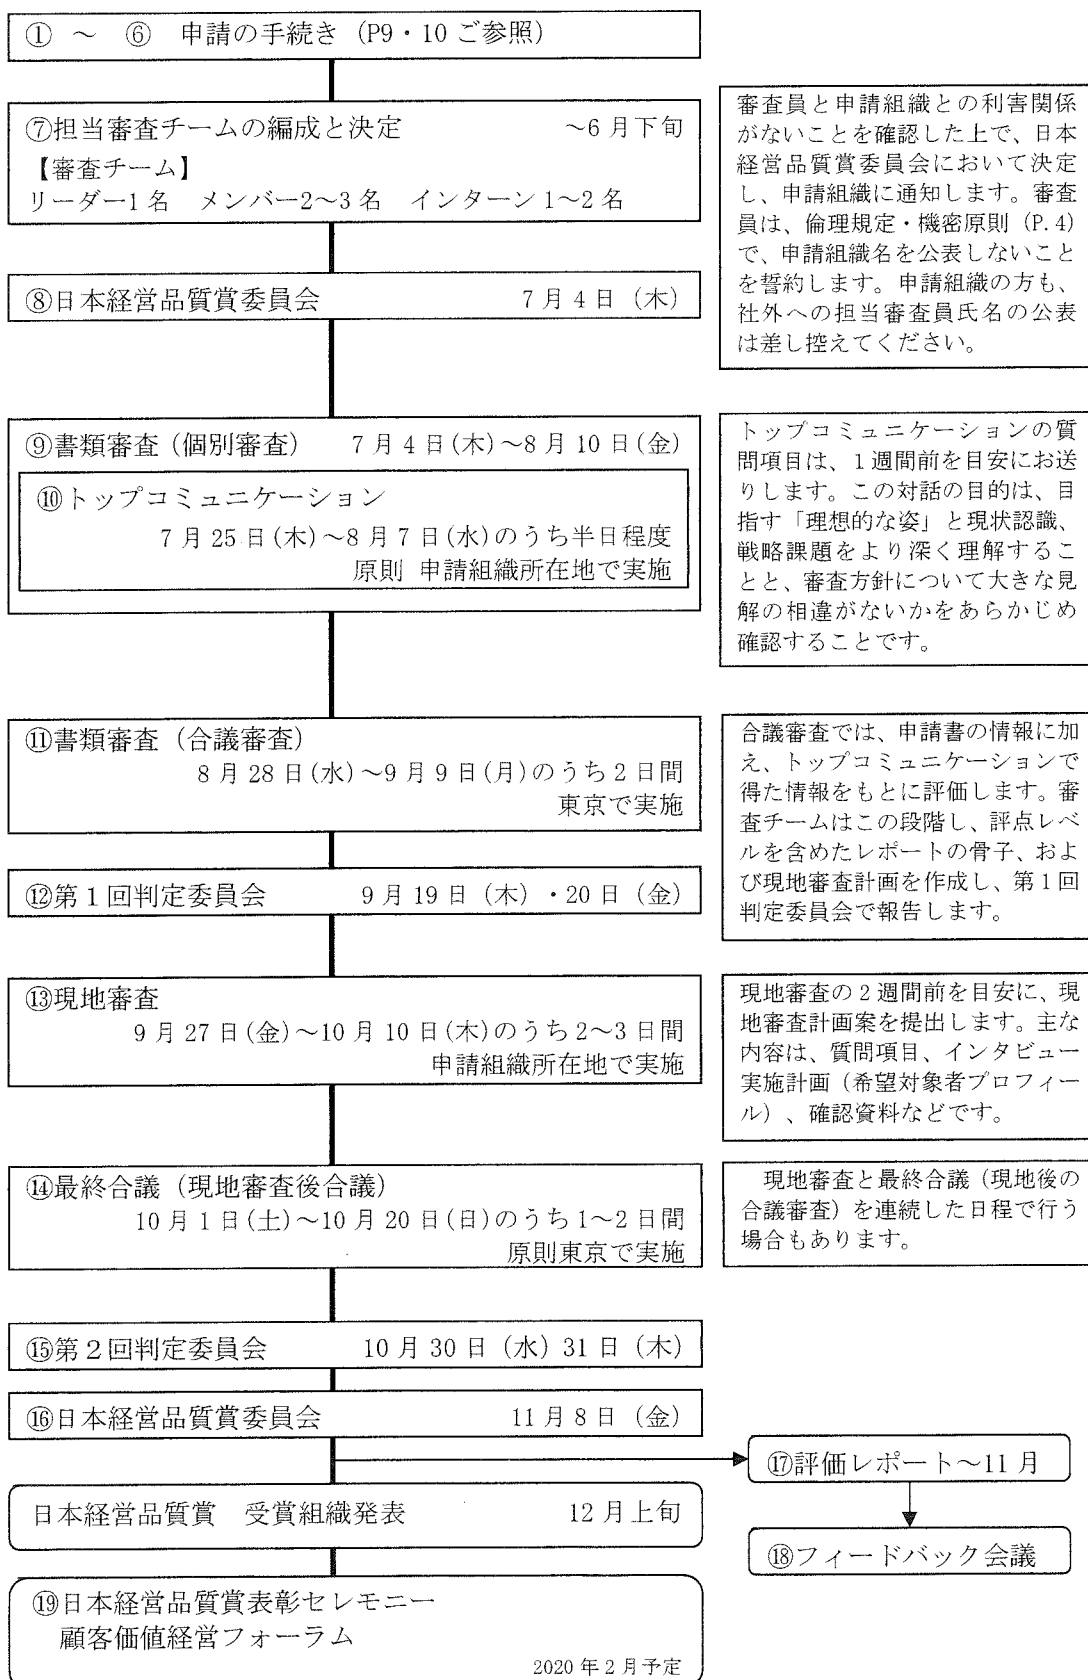 ① ～ ⑥ 申請の手続き（P9・10 ご参照）
⑦担当審査チームの編成と決定 ～6 月下旬
【審査チーム】
リーダー1 名 メンバー2～3 名 インターン 1～2 名
審査員と申請組織との利害関係
がないことを確認した上で、日本
経営品質賞委員会において決定
し、申請組織に通知します。審査
員は、倫理規定・機密原則（P.4）
で、申請組織名を公表しないこと
を誓約します。申請組織の方も、
社外への担当審査員氏名の公表
は差し控えてください。
⑧日本経営品質賞委員会 7 月 4 日（木）
⑨書類審査（個別審査） 7 月 4 日(木)～8 月 10 日(金)
⑩トップコミュニケーション
7 月 25 日(木)～8 月 7 日(水)のうち半日程度
原則 申請組織所在地で実施
トップコミュニケーションの質
問項目は、1 週間前を目安にお送
りします。この対話の目的は、目
指す「理想的な姿」と現状認識、
戦略課題をより深く理解するこ
とと、審査方針について大きな見
解の相違がないかをあらかじめ
確認することです。
⑪書類審査（合議審査）
8 月 28 日(水)～9 月 9 日(月)のうち 2 日間
東京で実施
合議審査では、申請書の情報に加
え、トップコミュニケーションで
得た情報をもとに評価します。審
査チームはこの段階し、評点レベ
ルを含めたレポートの骨子、およ
び現地審査計画を作成し、第 1 回
判定委員会で報告します。
⑫第 1 回判定委員会 9 月 19 日（木）・20 日（金）
⑬現地審査
9 月 27 日(金)～10 月 10 日(木)のうち 2～3 日間
申請組織所在地で実施
現地審査の 2 週間前を目安に、現
地審査計画案を提出します。主な
内容は、質問項目、インタビュー
実施計画（希望対象者プロフィー
ル）、確認資料などです。
⑭最終合議（現地審査後合議）
10 月 1 日(土)～10 月 20 日(日)のうち 1～2 日間
原則東京で実施
現地審査と最終合議（現地後の
合議審査）を連続した日程で行う
場合もあります。
⑮第 2 回判定委員会 10 月 30 日（水）31 日（木）
⑯日本経営品質賞委員会 11 月 8 日（金）
⑰評価レポート～11 月
日本経営品質賞 受賞組織発表 12 月上旬
⑱フィードバック会議
⑲日本経営品質賞表彰セレモニー
顧客価値経営フォーラム
2020 年 2 月予定